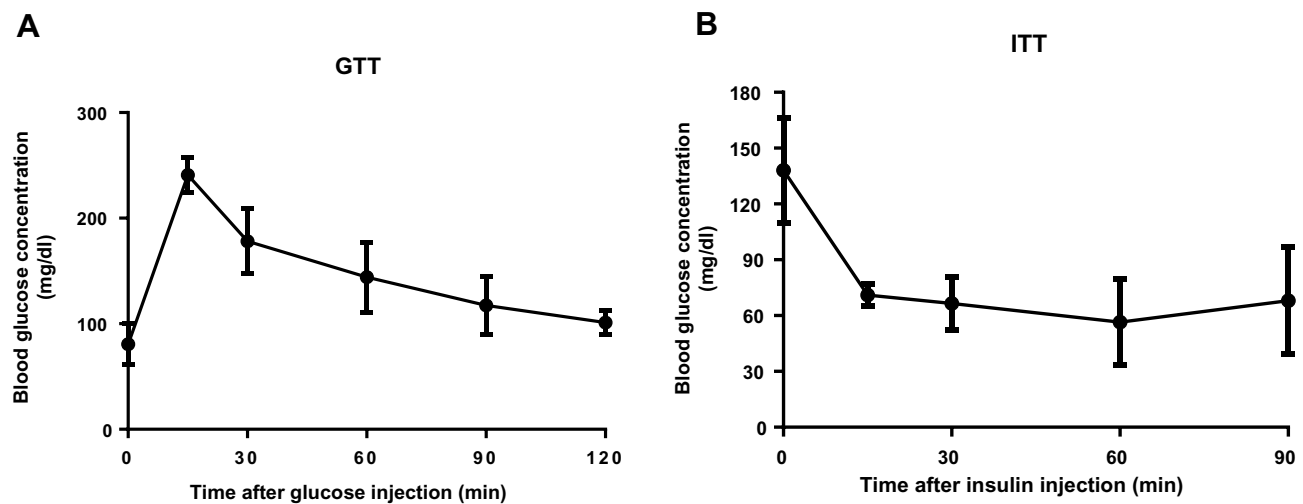 A
GTT
Blood glucose concentration
(mg/dl)
300
200
100
0
0 30 60 90 120
Time after glucose injection (min)
B
ITT
Blood glucose concentration
(mg/dl)
180
150
120
90
60
30
0
0 30 60 90
Time after insulin injection (min)